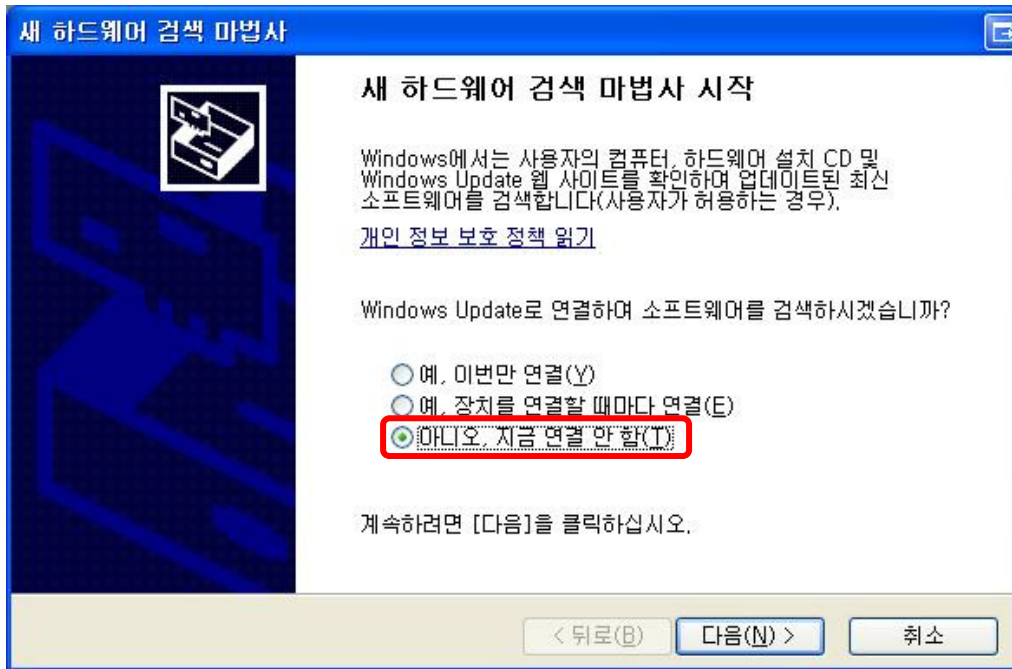 새 하드웨어 검색 마법사
새 하드웨어 검색 마법사 시작
Windows에서는 사용자의 컴퓨터, 하드웨어 설치 CD 및
Windows Update 웹 사이트를 확인하여 업데이트된 최신
소프트웨어를 검색합니다(사용자가 허용하는 경우).
개인 정보 보호 정책 읽기
Windows Update로 연결하여 소프트웨어를 검색하시겠습니까?
예, 이번만 연결(Y)
예, 장치를 연결할 때마다 연결(E)
아니오, 지금 연결 안 함(T)
계속하려면 [다음]을 클릭하십시오.
< 뒤로(B) 다음(N) > 취소